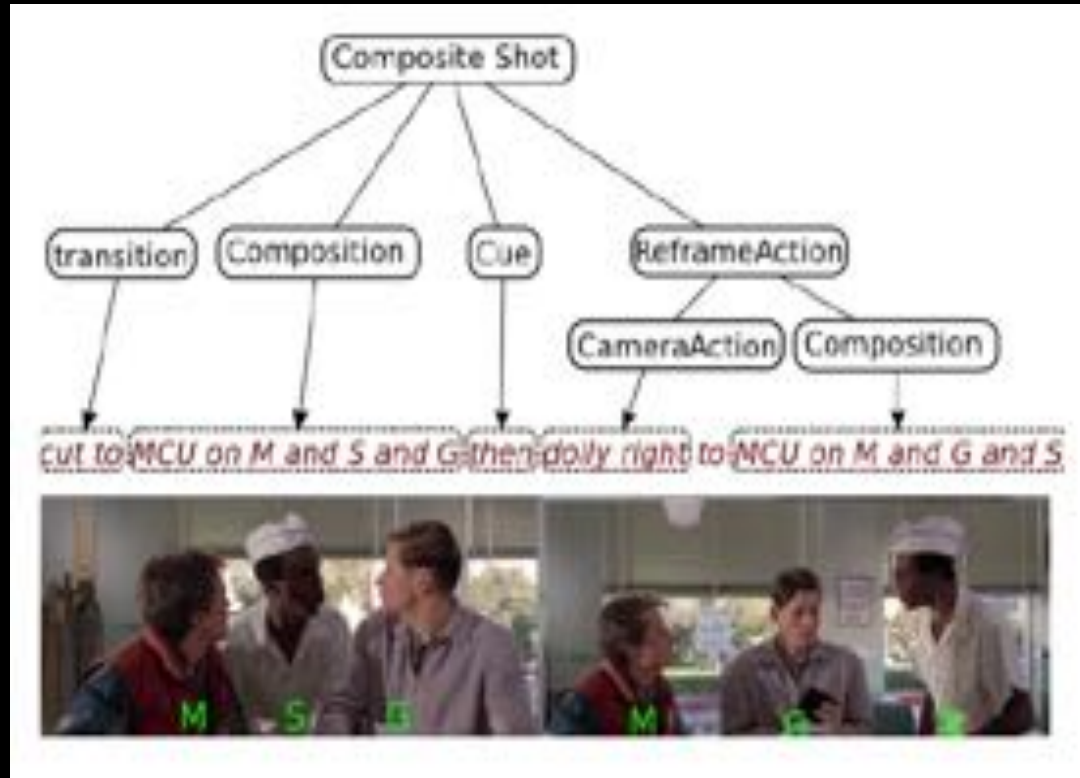 Composite Shot
transition Composition Cue ReframeAction
CameraAction Composition
cut to MCU on M and S and G then dolly right to MCU on M and G and S
M S G M G S